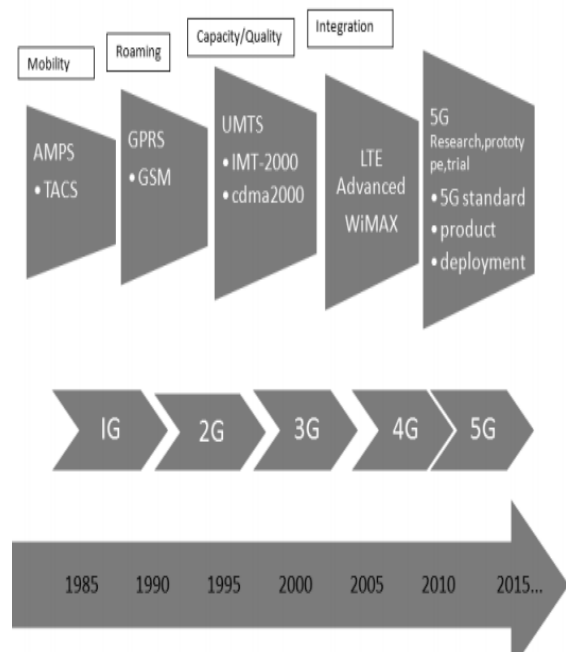 Mobility
Roaming
Capacity/Quality
Integration
AMPS
• TACS
GPRS
• GSM
UMTS
• IMT-2000
• cdma2000
LTE
Advanced
WiMAX
5G
Research,prototy
pe,trial
• 5G standard
• product
• deployment
IG
2G
3G
4G
5G
1985 1990 1995 2000 2005 2010 2015...